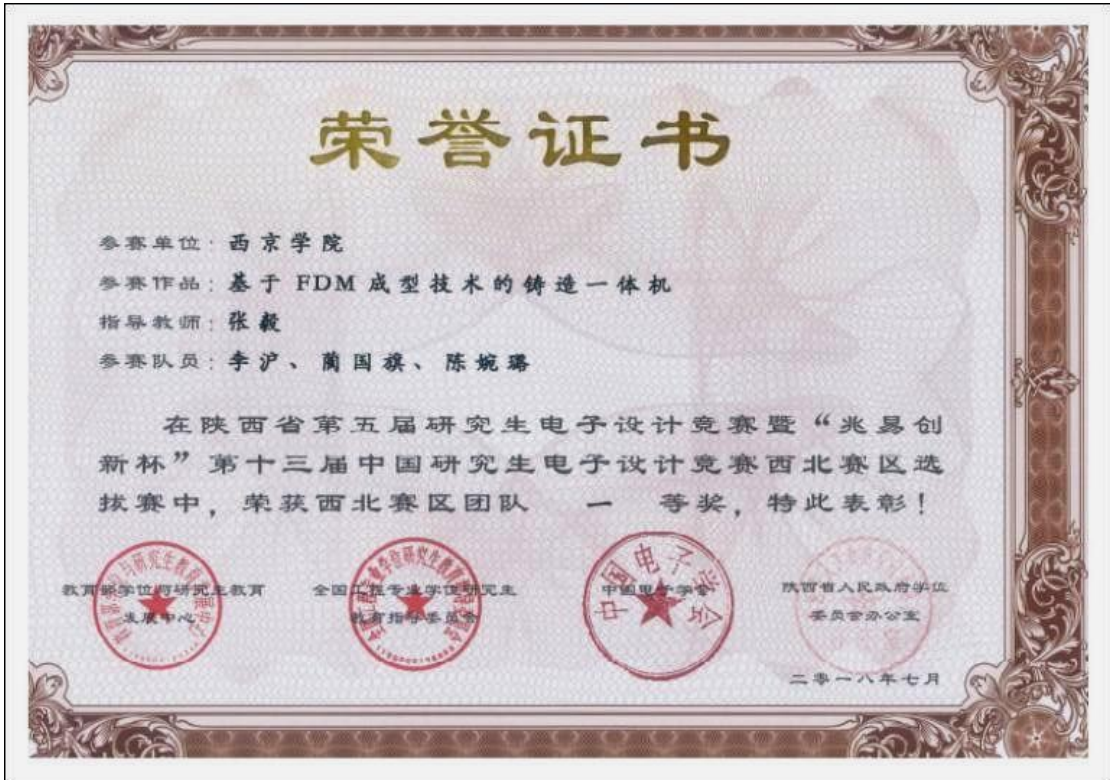 荣誉证书
参赛单位：西京学院
参赛作品：基于 FDM 成型技术的铸造一体机
指导教师：张毅
参赛队员：李沪、蔺国旗、陈婉璐
在陕西省第五届研究生电子设计竞赛暨“兆易创
新杯”第十三届中国研究生电子设计竞赛西北赛区选
拔赛中，荣获西北赛区团队 一 等奖，特此表彰！
教育部学位与研究生教育
发展中心
全国工程专业学位研究生
教育指导委员会
中国电子学会
中国电子学会
陕西省人民政府学位
委员会办公室
二零一八年七月